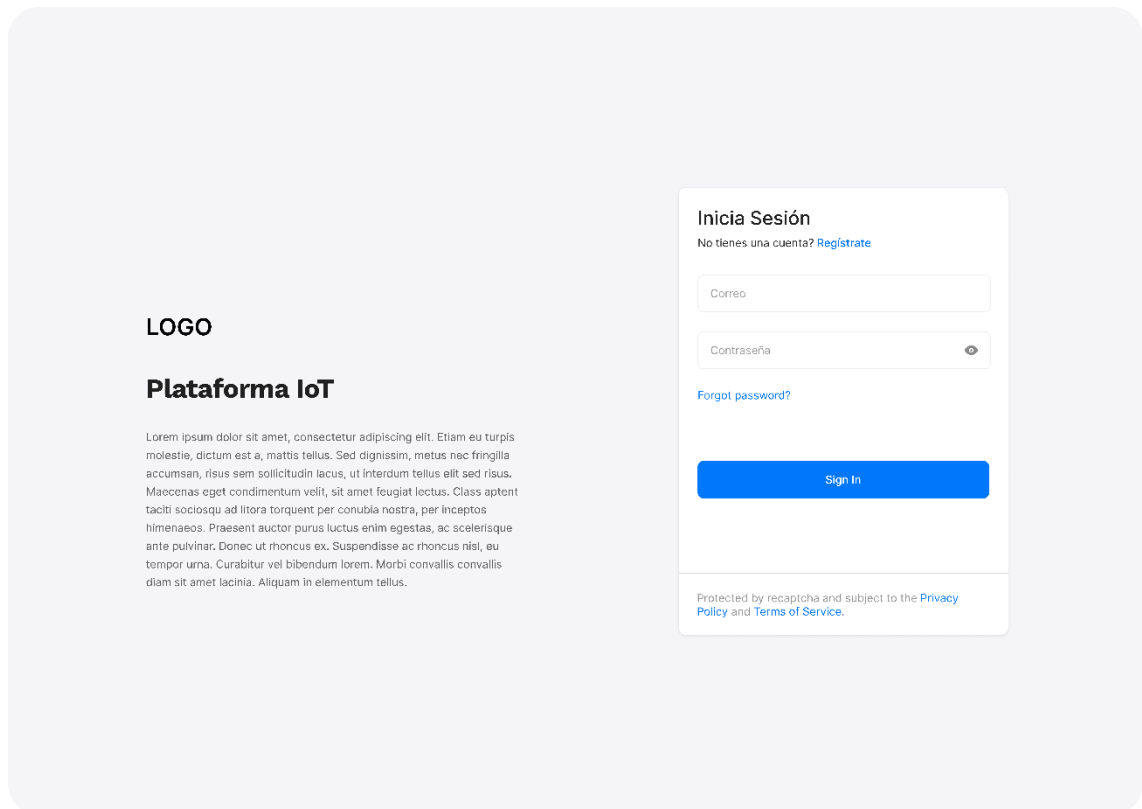 LOGO
Plataforma IoT
Lorem ipsum dolor sit amet, consectetur adipiscing elit. Etiam eu turpis
molestie, dictum est a, mattis tellus. Sed dignissim, metus nec fringilla
accumsan, risus sem sollicitudin lacus, ut interdum tellus elit sed risus.
Maecenas eget condimentum velit, sit amet feugiat lectus. Class aptent
taciti sociosqu ad litora torquent per conubia nostra, per inceptos
himenaeos. Praesent auctor purus luctus enim egestas, ac scelerisque
ante pulvinar. Donec ut rhoncus ex. Suspendisse ac rhoncus nisl, eu
tempor urna. Curabitur vel bibendum lorem. Morbi convallis convallis
diam sit amet lacinia. Aliquam in elementum tellus.
Inicia Sesión
No tienes una cuenta? Regístrate
Correo
Contraseña
Forgot password?
Sign In
Protected by recaptcha and subject to the Privacy
Policy and Terms of Service.